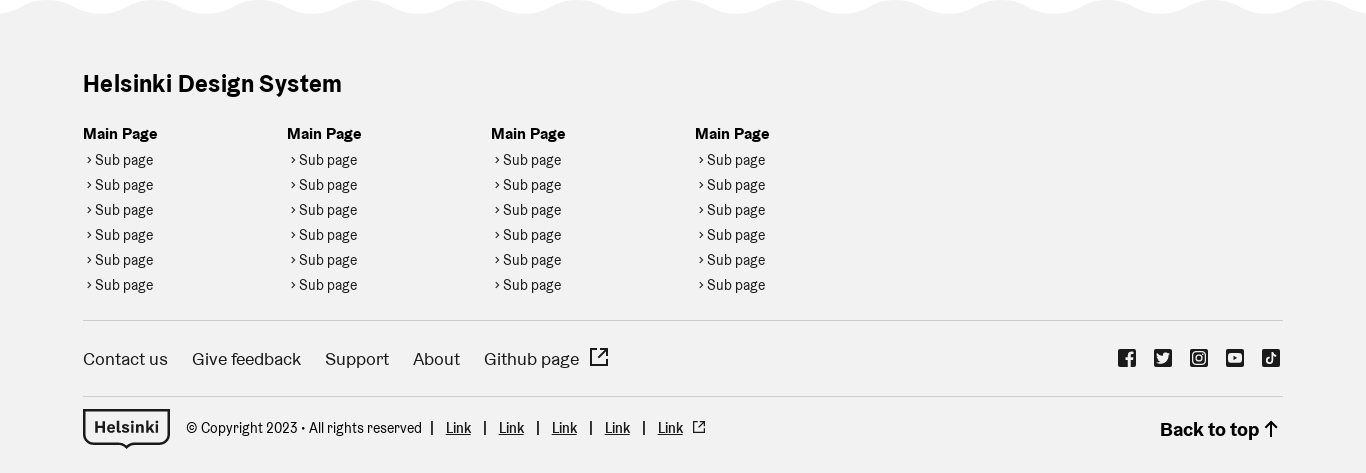 Helsinki Design System
Main Page Main Page Main Page Main Page
› Sub page › Sub page › Sub page › Sub page
› Sub page › Sub page › Sub page › Sub page
› Sub page › Sub page › Sub page › Sub page
› Sub page › Sub page › Sub page › Sub page
› Sub page › Sub page › Sub page › Sub page
› Sub page › Sub page › Sub page › Sub page
Contact us Give feedback Support About Github page
Helsinki © Copyright 2023 • All rights reserved | Link | Link | Link | Link | Link Back to top ↑